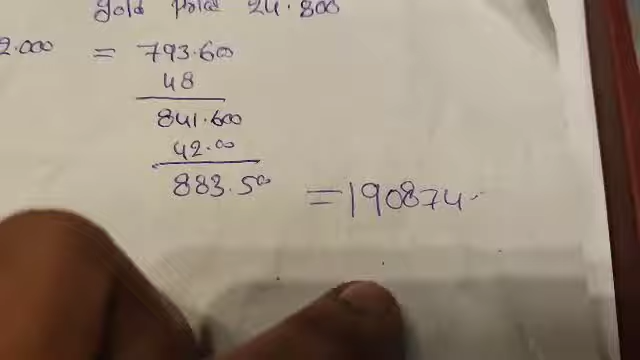 gold price 24.800
2.000 = 793.600
48
841.600
42.00
883.500 = 190874.